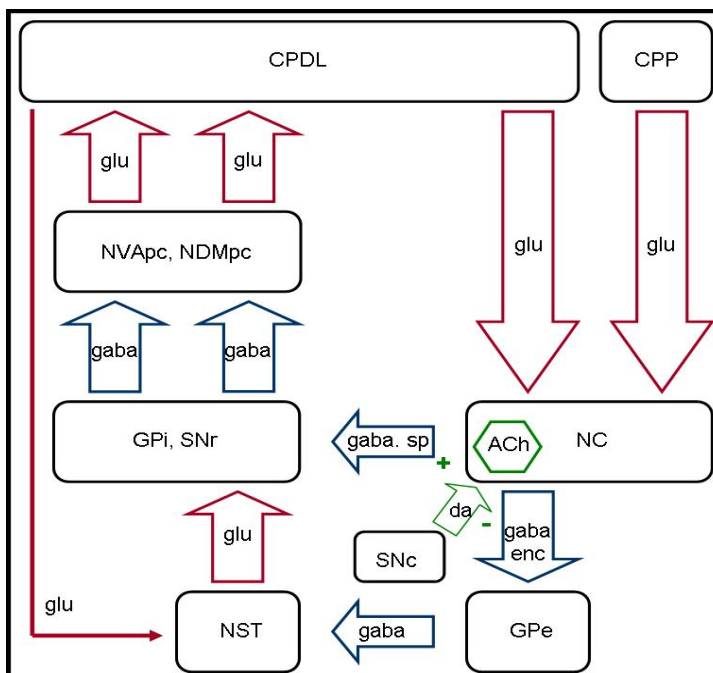 CPDL
CPP
glu
glu
glu
glu
NVApc, NDMpc
gaba
gaba
GPi, SNr
gaba. sp
ACh
NC
+
da
-
glu
SNc
gaba
enc
glu
NST
gaba
GPe